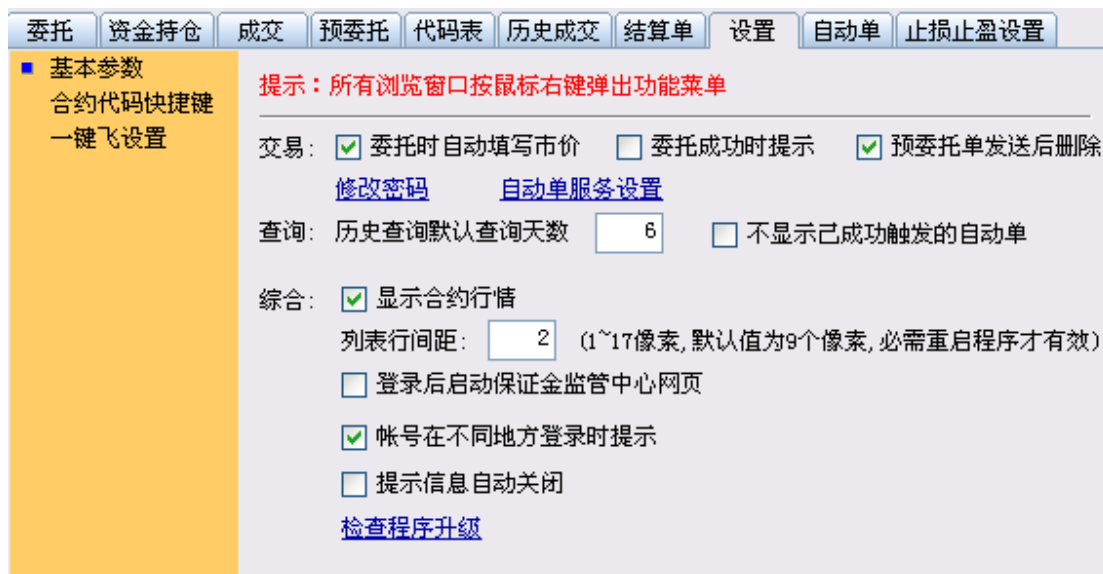 委托 资金持仓 成交 预委托 代码表 历史成交 结算单 设置 自动单 止损止盈设置
基本参数
合约代码快捷键
一键飞设置
提示：所有浏览窗口按鼠标右键弹出功能菜单
交易: 委托时自动填写市价 委托成功时提示 预委托单发送后删除
修改密码 自动单服务设置
查询: 历史查询默认查询天数 6 不显示己成功触发的自动单
综合: 显示合约行情
列表行间距: 2 (1~17像素,默认值为9个像素,必需重启程序才有效)
登录后启动保证金监管中心网页
帐号在不同地方登录时提示
提示信息自动关闭
检查程序升级